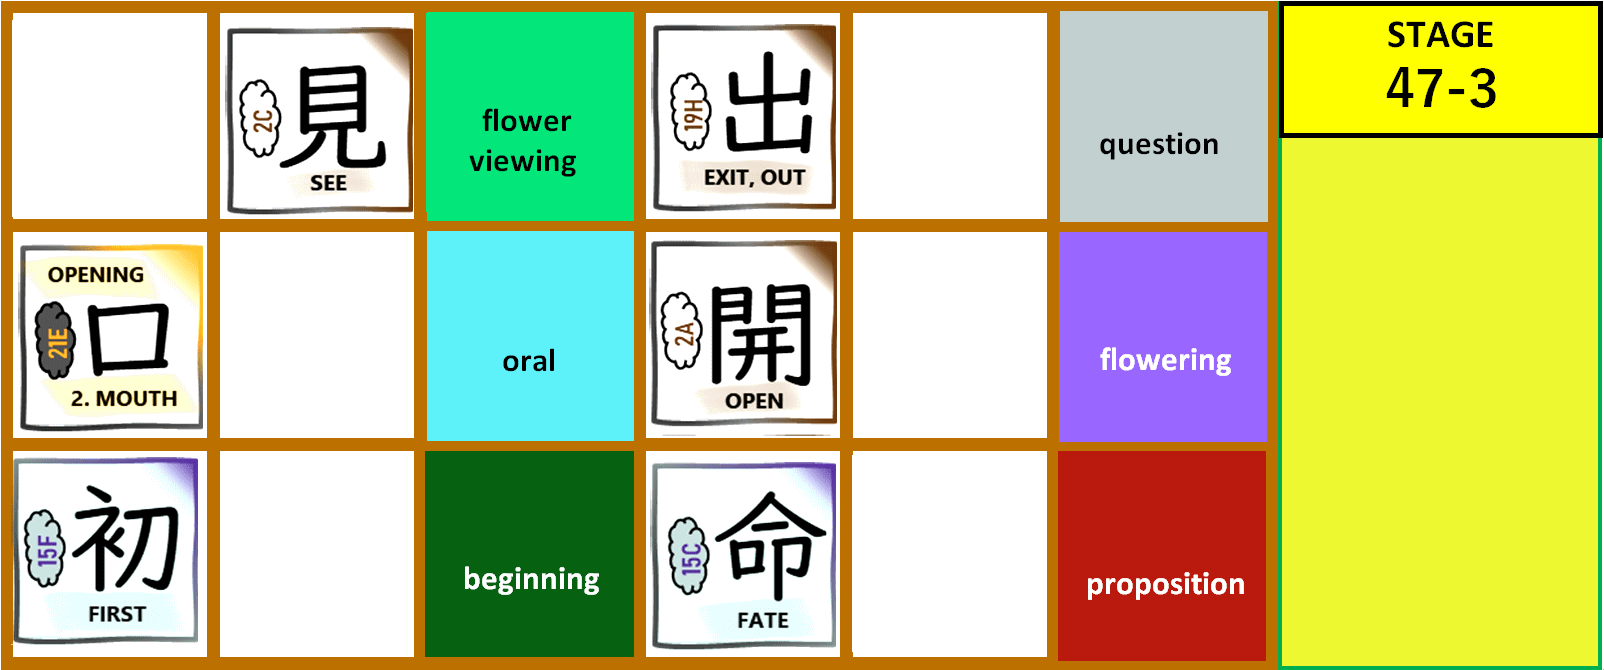 2C
見
SEE
flower
viewing
19H
出
EXIT, OUT
question
STAGE
47-3
OPENING
21E
口
2. MOUTH
oral
2A
開
OPEN
flowering
15F
初
FIRST
beginning
15C
命
FATE
proposition